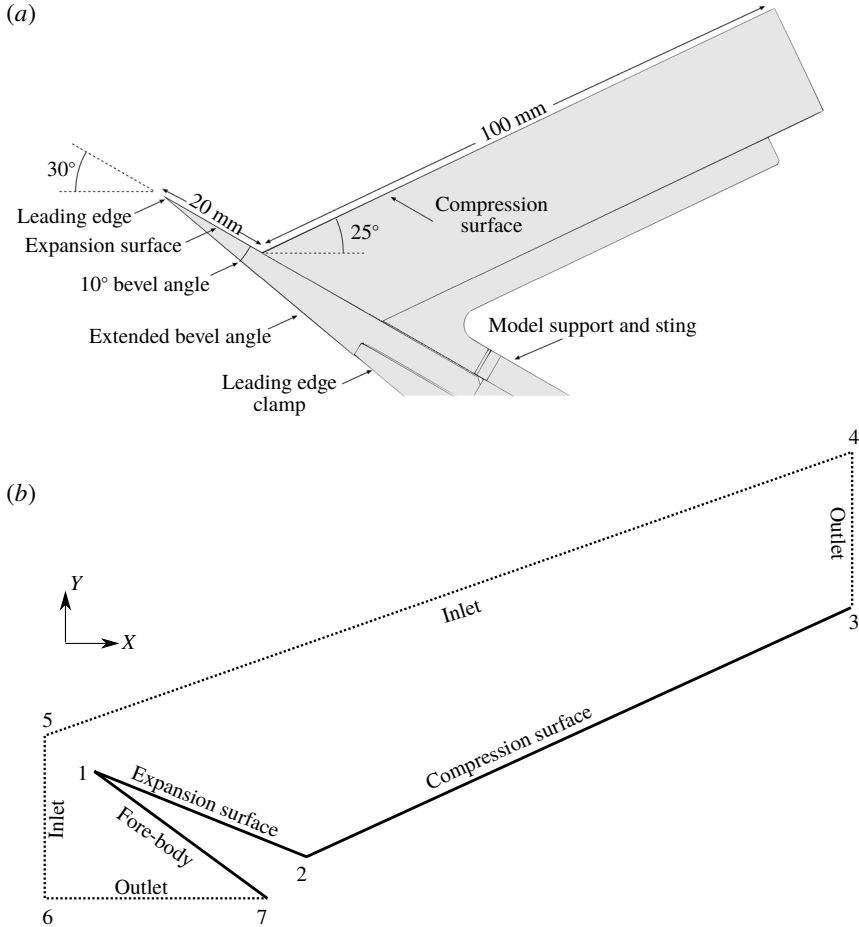 (a)
100 mm
30°
20 mm
Leading edge
Expansion surface
Compression
surface
25°
10° bevel angle
Extended bevel angle
Model support and sting
Leading edge
clamp
(b)
4
Outlet
Y
X
Inlet
3
5
Compression surface
1
Expansion surface
Inlet
Fore-body
2
Outlet
6
7